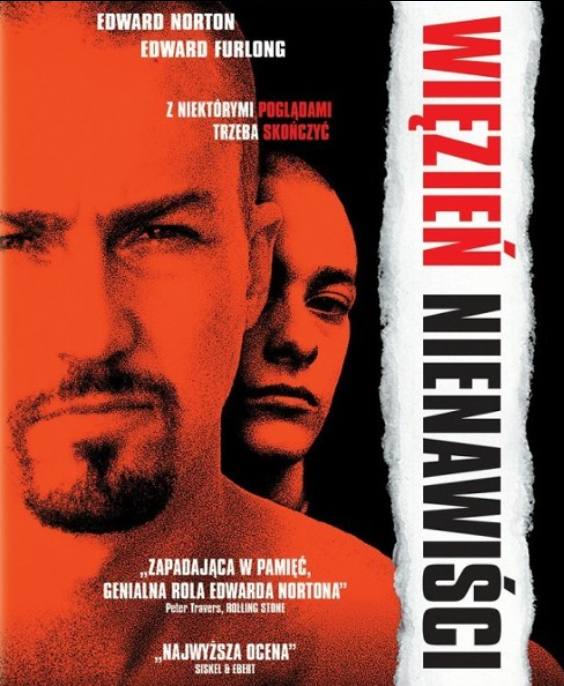 EDWARD NORTON
EDWARD FURLONG
Z NIEKTÓRYMI POGLĄDAMI
TRZEBA SKOŃCZYĆ
WIĘZIEŃ NIENAWIŚCI
„ZAPADAJĄCA W PAMIĘĆ,
GENIALNA ROLA EDWARDA NORTONA”
Peter Travers, ROLLING STONE
„NAJWYŻSZA OCENA”
SISKEL & EBERT